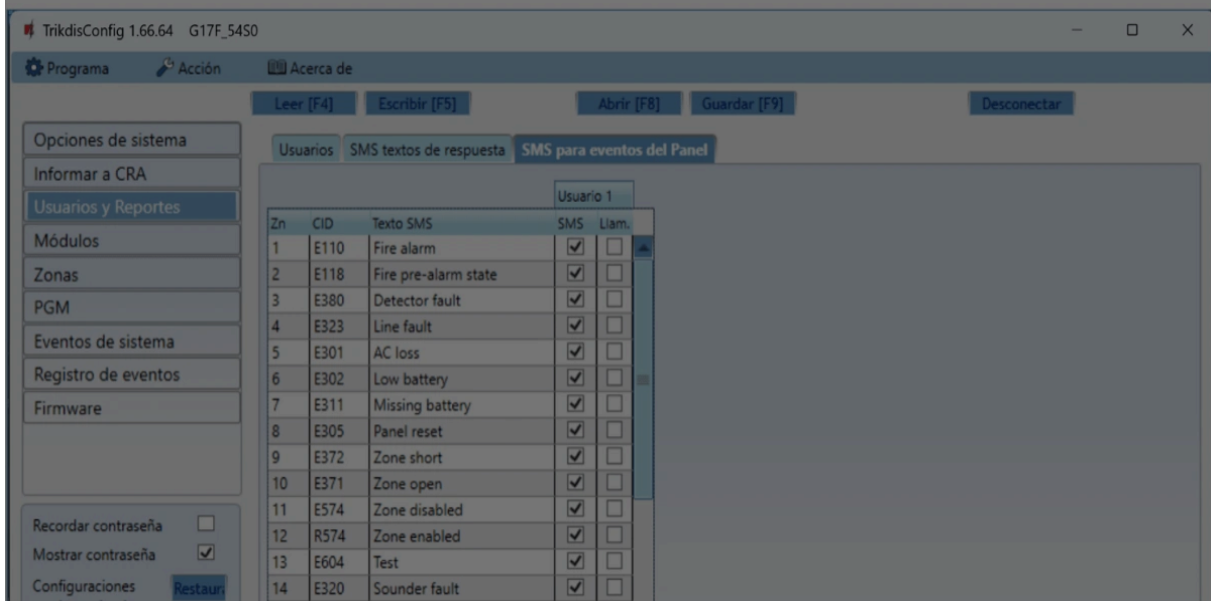 TrikdisConfig 1.66.64 G17F_54S0
Programa Acción Acerca de
Leer [F4] Escribir [F5] Abrir [F8] Guardar [F9] Desconectar
Opciones de sistema
Informar a CRA
Usuarios y Reportes
Módulos
Zonas
PGM
Eventos de sistema
Registro de eventos
Firmware
Recordar contraseña
Mostrar contraseña
Configuraciones
Restaura
Usuarios SMS textos de respuesta SMS para eventos del Panel
Usuario 1
Zn CID Texto SMS SMS Llam.
1 E110 Fire alarm
2 E118 Fire pre-alarm state
3 E380 Detector fault
4 E323 Line fault
5 E301 AC loss
6 E302 Low battery
7 E311 Missing battery
8 E305 Panel reset
9 E372 Zone short
10 E371 Zone open
11 E574 Zone disabled
12 R574 Zone enabled
13 E604 Test
14 E320 Sounder fault